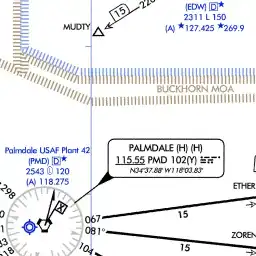 (EDW) D★
2311 L 150
(A) ★127.425 ★269.9
15
220
MUDTY
BUCKHORN MOA
Palmdale USAF Plant 42
(PMD) D★
2543 L 120
(A) 118.275
PALMDALE (H) (H)
115.55 PMD 102(Y)
N34°37.88' W118°03.83'
298
ETHER
067
15
081°
ZOREN
15
104